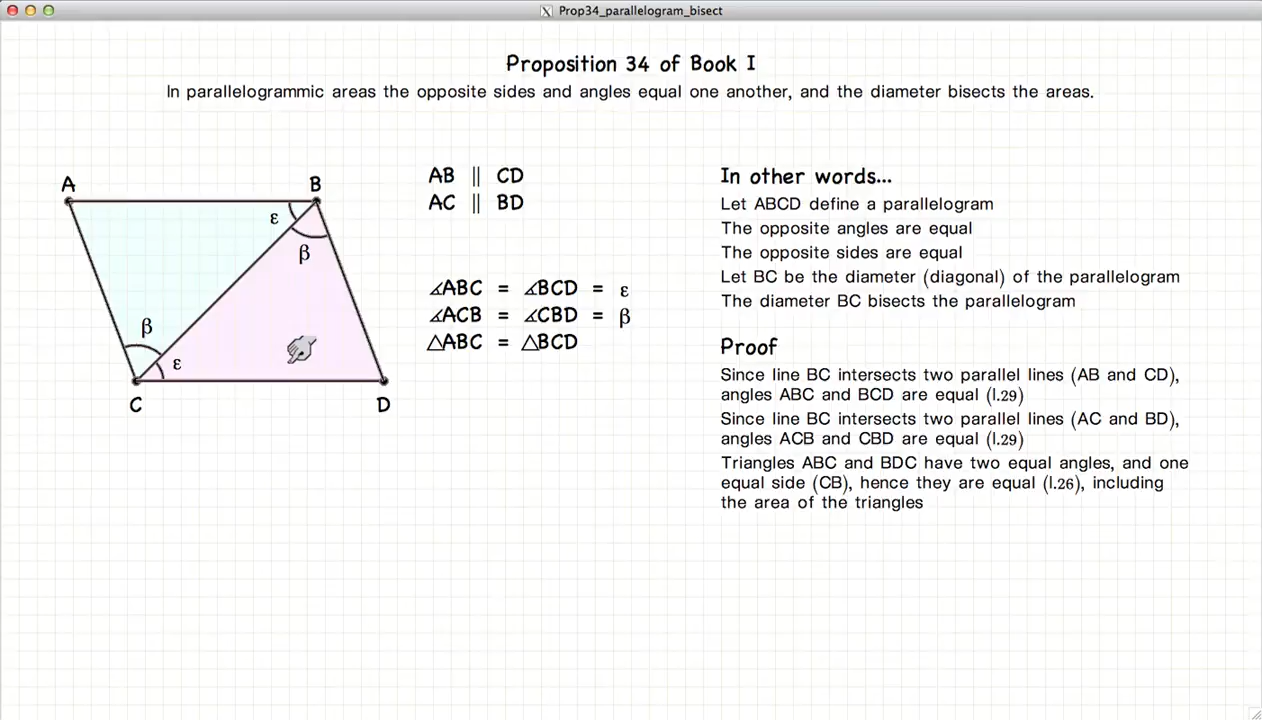 Prop34_parallelogram_bisect
Proposition 34 of Book I
In parallelogrammic areas the opposite sides and angles equal one another, and the diameter bisects the areas.
A
B
ε
β
β
ε
C
D
AB || CD
AC || BD
∡ABC = ∡BCD = ε
∡ACB = ∡CBD = β
△ABC = △BCD
In other words...
Let ABCD define a parallelogram
The opposite angles are equal
The opposite sides are equal
Let BC be the diameter (diagonal) of the parallelogram
The diameter BC bisects the parallelogram
Proof
Since line BC intersects two parallel lines (AB and CD),
angles ABC and BCD are equal (I.29)
Since line BC intersects two parallel lines (AC and BD),
angles ACB and CBD are equal (I.29)
Triangles ABC and BDC have two equal angles, and one
equal side (CB), hence they are equal (I.26), including
the area of the triangles